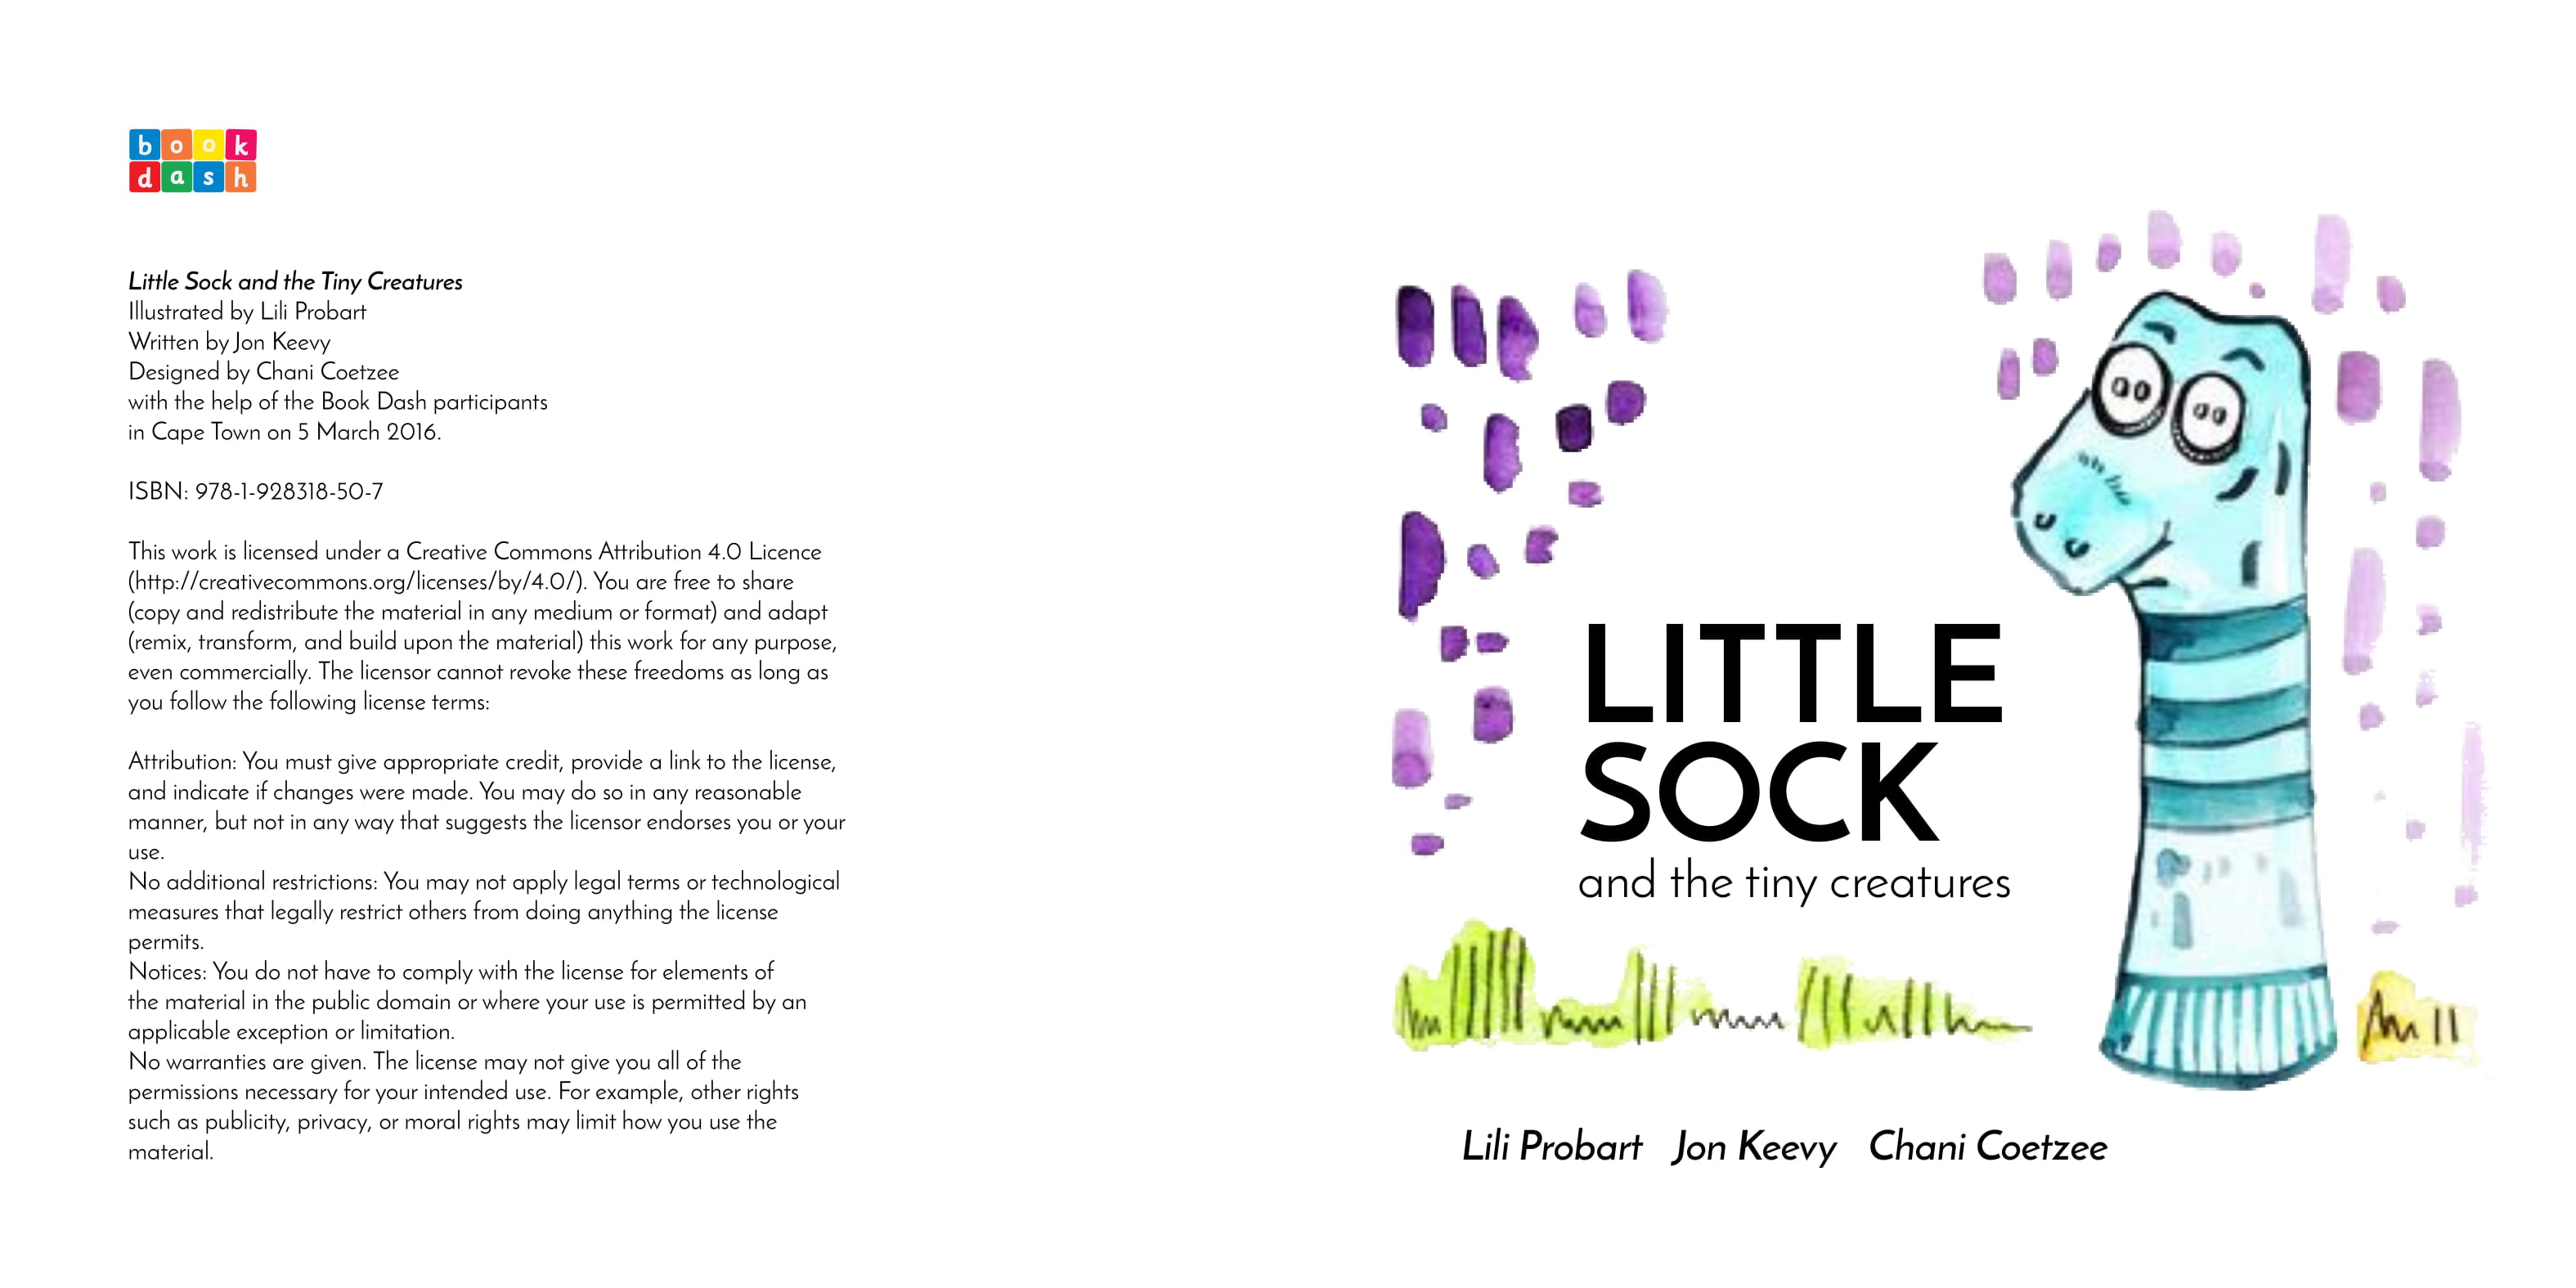 book
dash
Little Sock and the Tiny Creatures
Illustrated by Lili Probart
Written by Jon Keevy
Designed by Chani Coetzee
with the help of the Book Dash participants
in Cape Town on 5 March 2016.
ISBN: 978-1-928318-50-7
This work is licensed under a Creative Commons Attribution 4.0 Licence
(http://creativecommons.org/licenses/by/4.0/). You are free to share
(copy and redistribute the material in any medium or format) and adapt
(remix, transform, and build upon the material) this work for any purpose,
even commercially. The licensor cannot revoke these freedoms as long as
you follow the following license terms:
Attribution: You must give appropriate credit, provide a link to the license,
and indicate if changes were made. You may do so in any reasonable
manner, but not in any way that suggests the licensor endorses you or your
use.
No additional restrictions: You may not apply legal terms or technological
measures that legally restrict others from doing anything the license
permits.
Notices: You do not have to comply with the license for elements of
the material in the public domain or where your use is permitted by an
applicable exception or limitation.
No warranties are given. The license may not give you all of the
permissions necessary for your intended use. For example, other rights
such as publicity, privacy, or moral rights may limit how you use the
material.
LITTLE
SOCK
and the tiny creatures
Lili Probart Jon Keevy Chani Coetzee